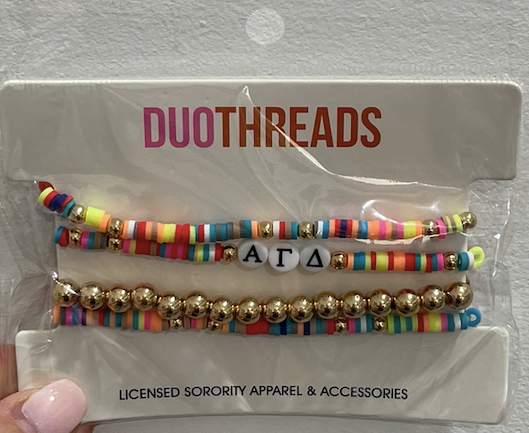 DUOTHREADS
ΑΓΔ
LICENSED SORORITY APPAREL & ACCESSORIES